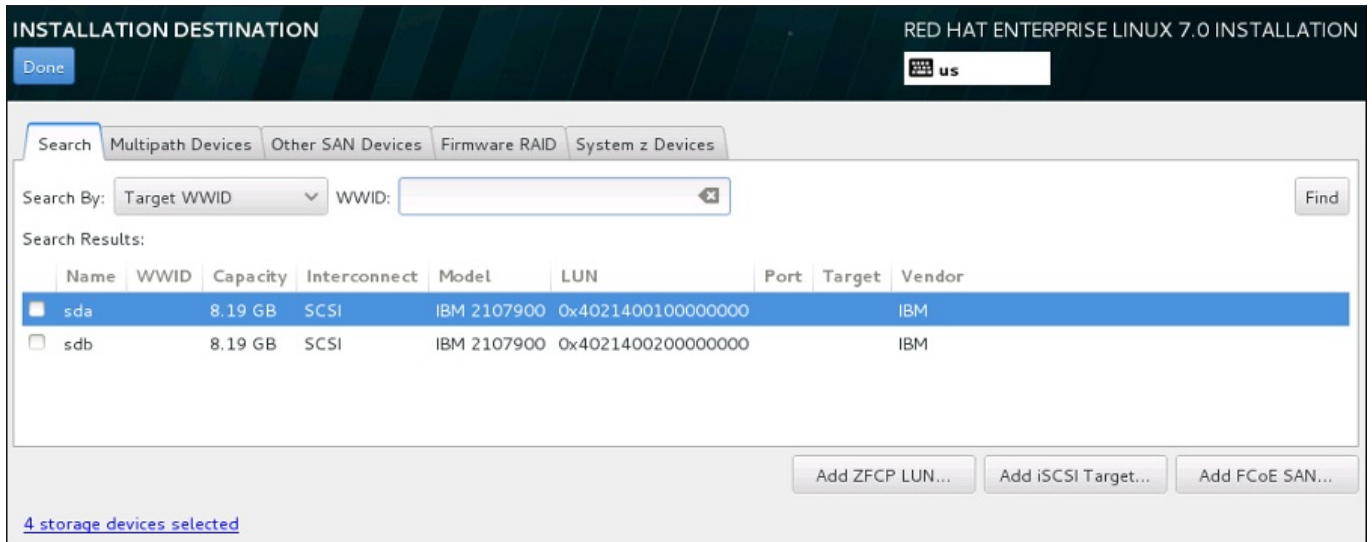 INSTALLATION DESTINATION
RED HAT ENTERPRISE LINUX 7.0 INSTALLATION
Done
us
Search Multipath Devices Other SAN Devices Firmware RAID System z Devices
Search By: Target WWID WWID: Find
Search Results:
Name WWID Capacity Interconnect Model LUN Port Target Vendor
sda 8.19 GB SCSI IBM 2107900 0x4021400100000000 IBM
sdb 8.19 GB SCSI IBM 2107900 0x4021400200000000 IBM
Add ZFCP LUN... Add iSCSI Target... Add FCoE SAN...
4 storage devices selected